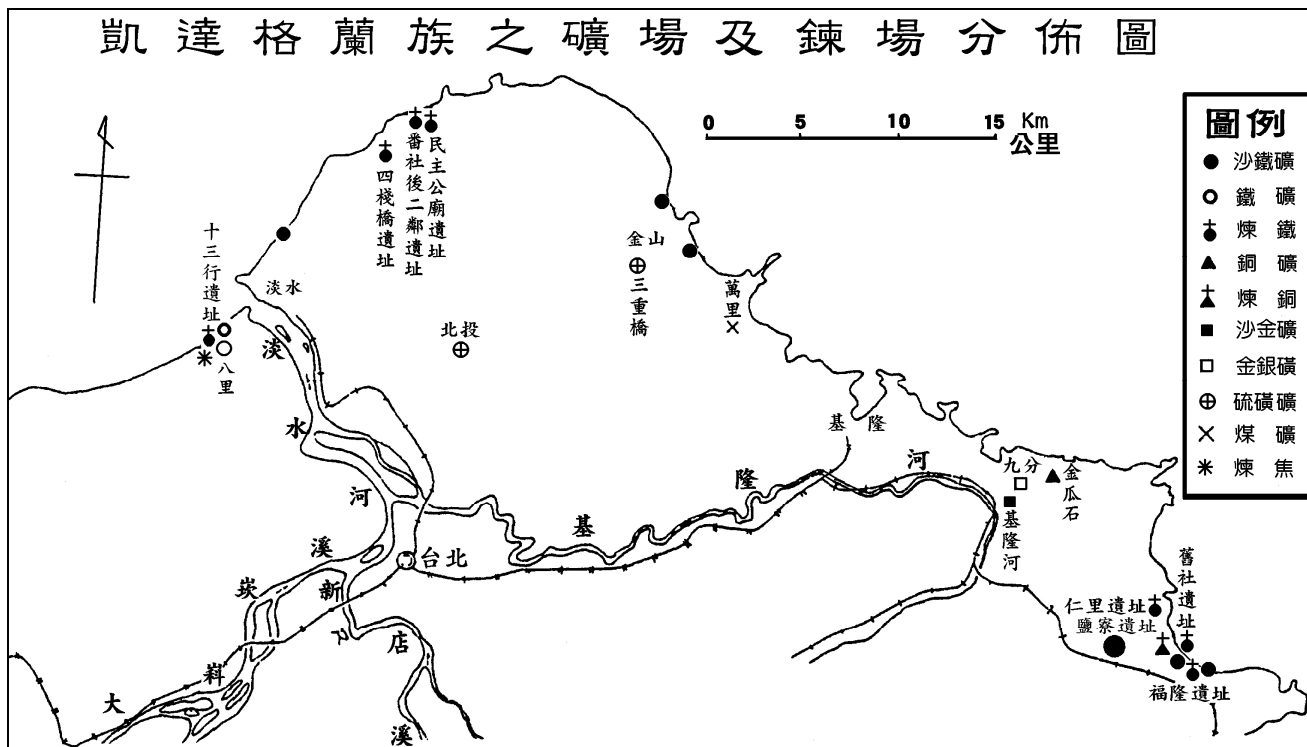 凱達格蘭族之礦場及鍊場分佈圖
0 5 10 15 Km
公里
圖例
沙鐵礦
鐵礦
煉鐵
銅礦
煉銅
沙金礦
金銀礦
硫磺礦
煤礦
煉焦
民主公廟遺址
番社後二鄰遺址
四棧橋遺址
十三行遺址
淡水
八里
北投
金山
三重橋
萬里
淡水河
基隆
基隆河
九分
金瓜石
基隆河
台北
新店溪
大嵙崁溪
舊社遺址
仁里遺址
鹽寮遺址
福隆遺址